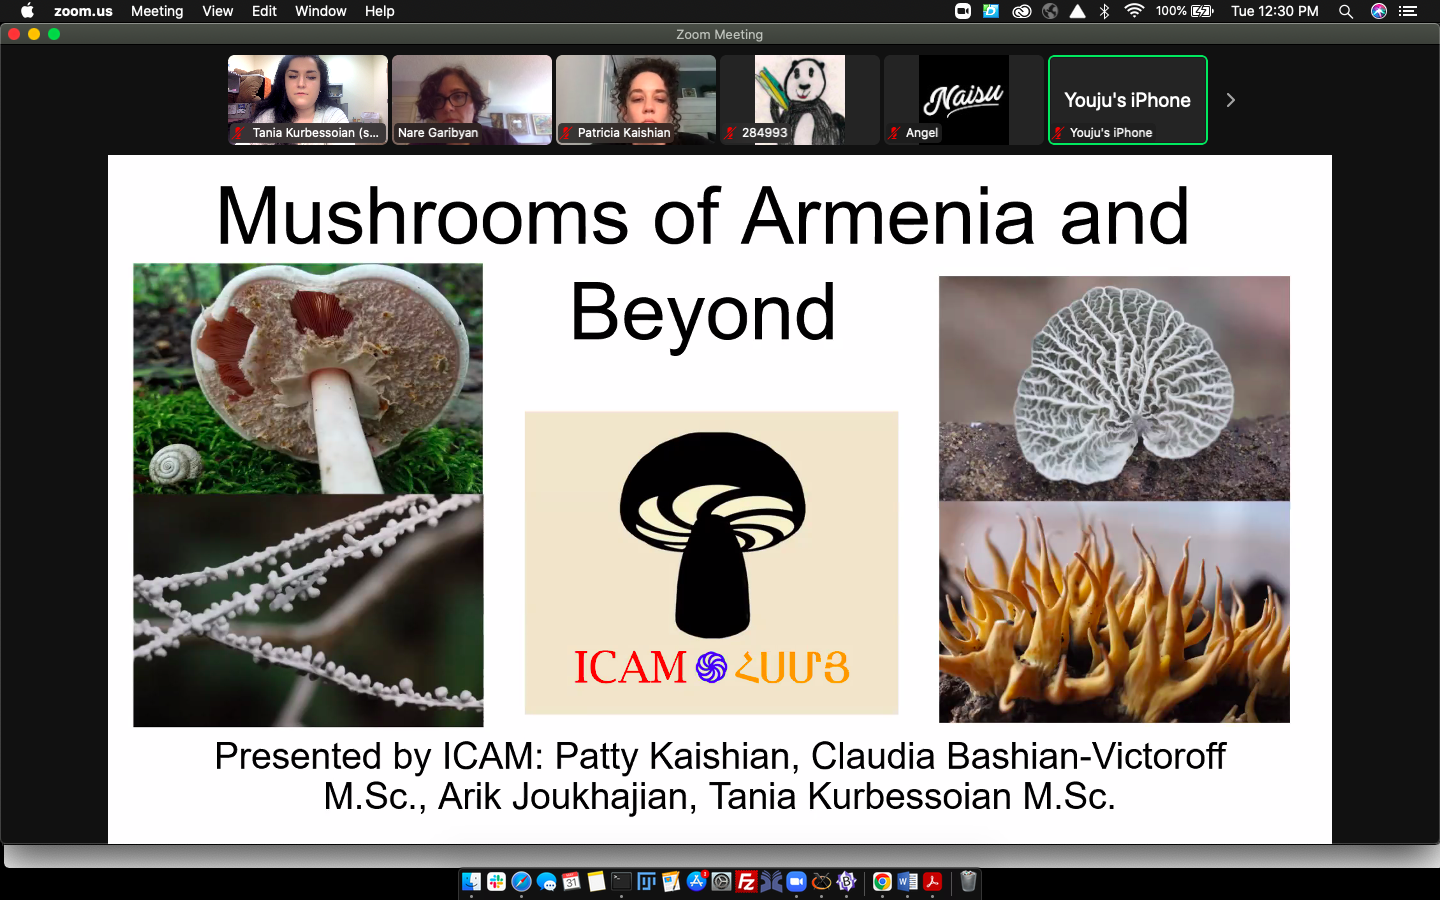 zoom.us Meeting View Edit Window Help 100% Tue 12:30 PM
Zoom Meeting
Naisu
Youju's iPhone
Tania Kurbessoian (s...
Nare Garibyan
Patricia Kaishian
284993
Angel
Youju's iPhone
Mushrooms of Armenia and
Beyond
ICAM ՀՍՄՅ
Presented by ICAM: Patty Kaishian, Claudia Bashian-Victoroff
M.Sc., Arik Joukhajian, Tania Kurbessoian M.Sc.
31